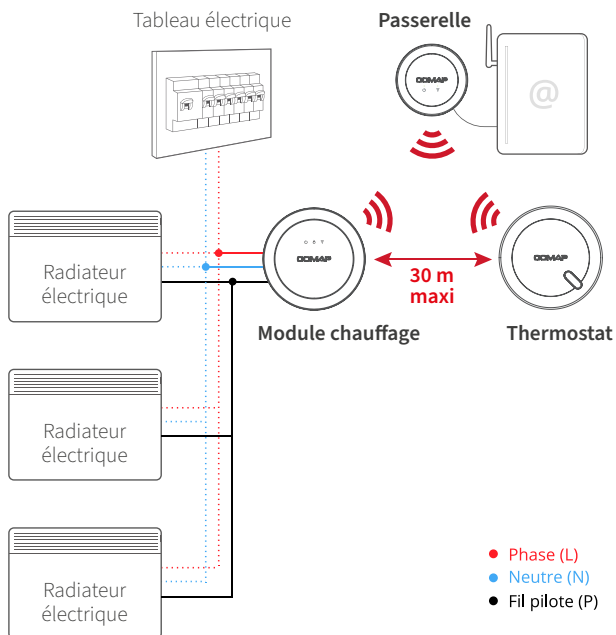 Tableau électrique
Passerelle
COMAP
@
Radiateur
électrique
COMAP
Module chauffage
30 m
maxi
COMAP
Thermostat
Radiateur
électrique
Radiateur
électrique
Phase (L)
Neutre (N)
Fil pilote (P)